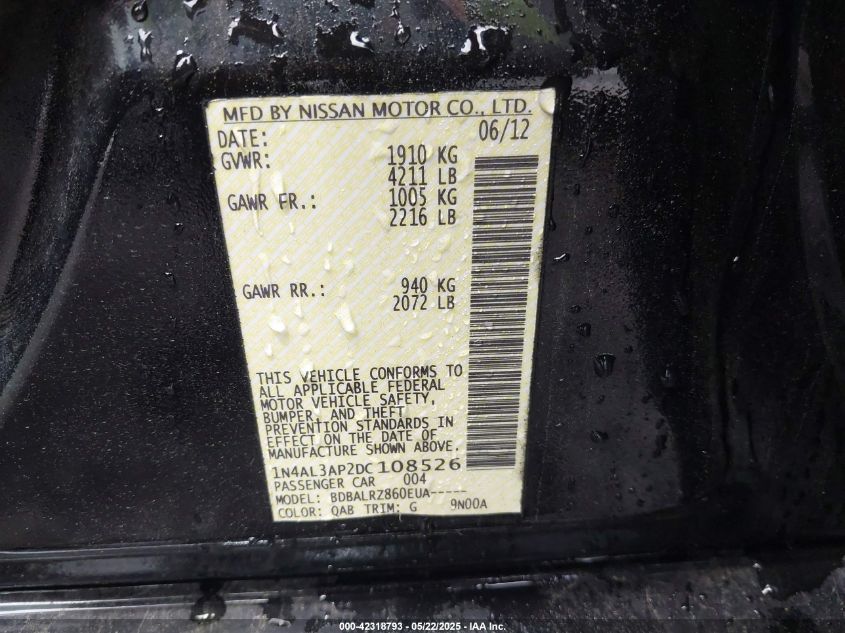 MFD BY NISSAN MOTOR CO., LTD.
DATE: 06/12
GVWR: 1910 KG
4211 LB
GAWR FR.: 1005 KG
2216 LB
GAWR RR.: 940 KG
2072 LB
THIS VEHICLE CONFORMS TO
ALL APPLICABLE FEDERAL
MOTOR VEHICLE SAFETY,
BUMPER, AND THEFT
PREVENTION STANDARDS IN
EFFECT ON THE DATE OF
MANUFACTURE SHOWN ABOVE.
1N4AL3AP2DC108526
PASSENGER CAR 004
MODEL: BDBALRZ860EUA-----
COLOR: QAB TRIM: G 9N00A
000-42318793 - 05/22/2025 - IAA Inc.